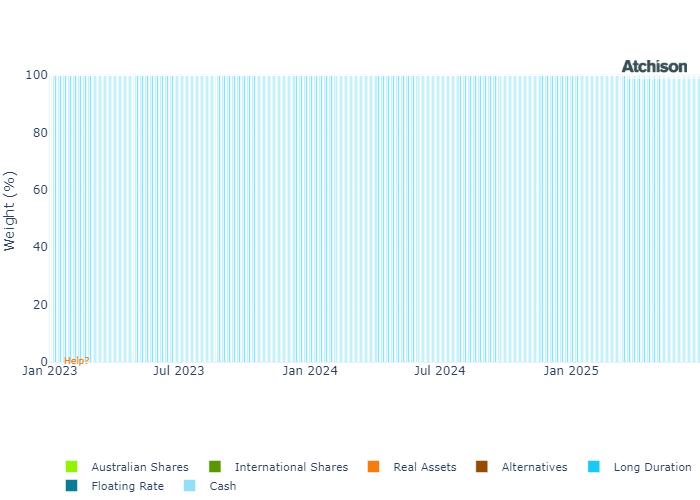 Atchison
100
80
60
40
20
0
Weight (%)
Help?
Jan 2023 Jul 2023 Jan 2024 Jul 2024 Jan 2025
Australian Shares International Shares Real Assets Alternatives Long Duration
Floating Rate Cash